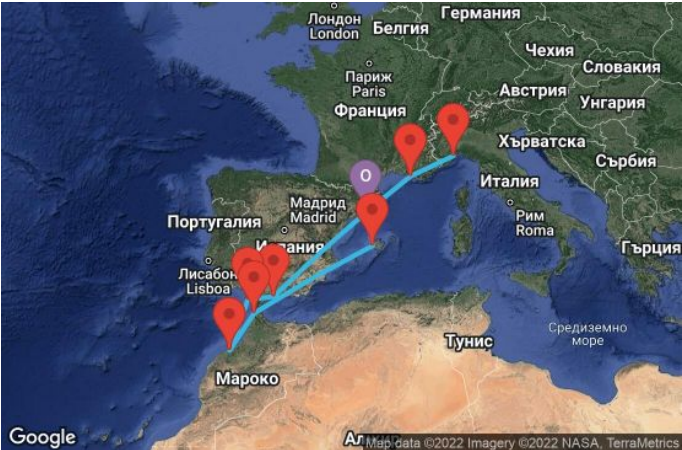 Лондон
London
Германия
Белгия
Чехия
Словакия
Париж
Paris
Австрия
Франция
Унгария
Хърватска
Сърбия
О
Италия
Мадрид
Madrid
Рим
Roma
Португалия
Испания
Гърция
Лисабон
Lisboa
Средиземно
море
Тунис
Мароко
Google
Map data ©2022 Imagery ©2022 NASA, TerraMetrics